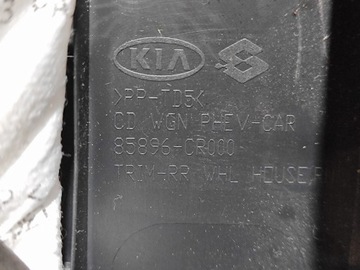 KIA
>PP-TD5<
CD WGN PHEV-CAR
85896-CR000
TRIM-RR WHL HOUSE